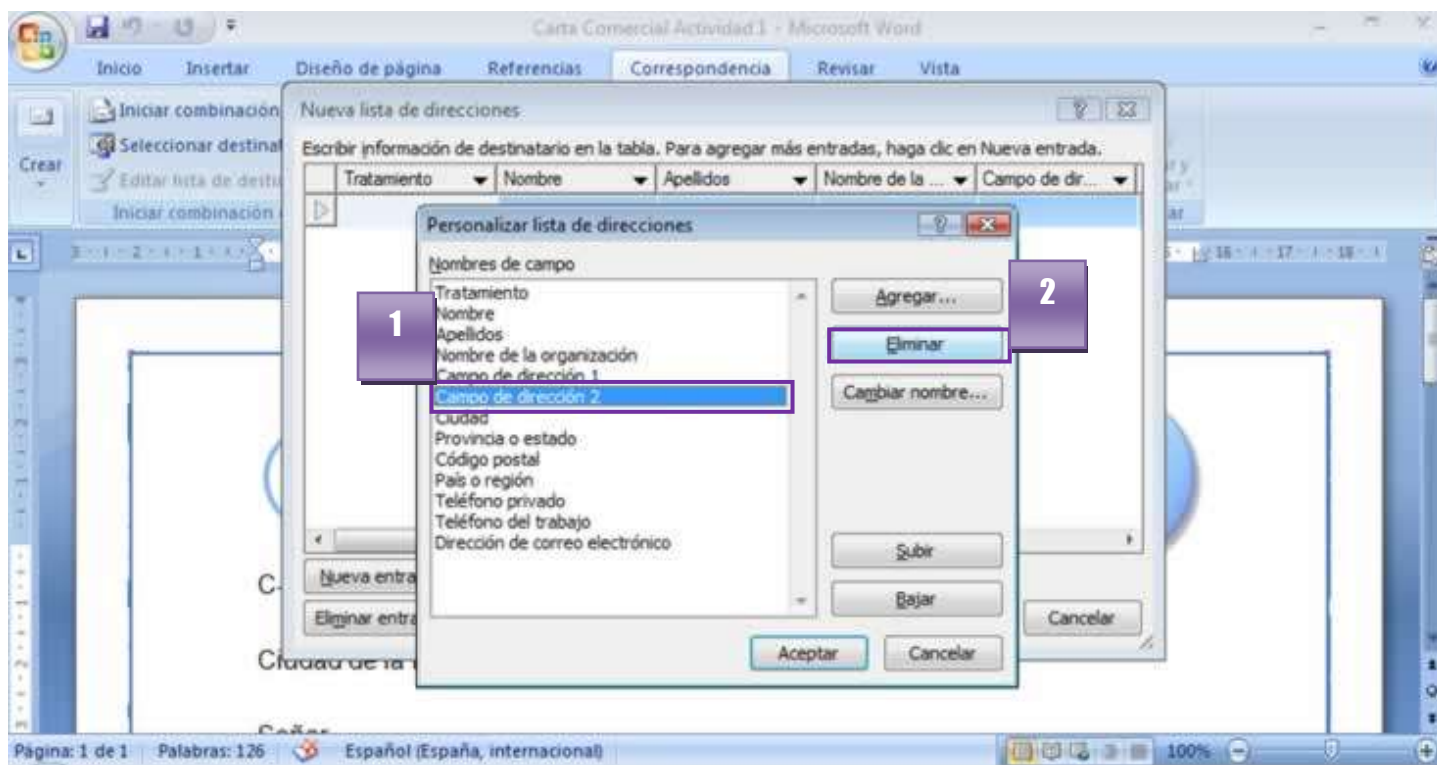 Carta Comercial Actividad 1 - Microsoft Word
Inicio Insertar Diseño de página Referencias Correspondencia Revisar Vista
Crear
Iniciar combinación
Seleccionar destinat
Editar lista de
Iniciar combinación
Nueva lista de direcciones
Escribir información de destinatario en la tabla. Para agregar más entradas, haga clic en Nueva entrada.
Tratamiento Nombre Apellidos Nombre de la ... Campo de dir...
Personalizar lista de direcciones
Nombres de campo
Tratamiento
Nombre
Apellidos
Nombre de la organización
Campo de dirección 1
Campo de dirección 2
Ciudad
Provincia o estado
Código postal
País o región
Teléfono privado
Teléfono del trabajo
Dirección de correo electrónico
Agregar...
Eliminar
Cambiar nombre...
Subir
Bajar
Aceptar Cancelar
1
2
Nueva entra
Eliminar entra
Cancelar
C
Ciudad de la
Señor
Página: 1 de 1 Palabras: 126 Español (España, internacional) 100%